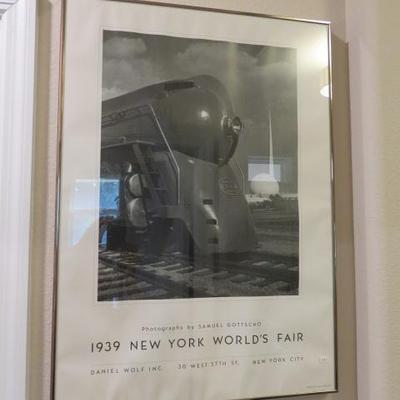 Photographs by SAMUEL GOTTSCHO
1939 NEW YORK WORLD'S FAIR
DANIEL WOLF INC. 30 WEST 57TH ST. NEW YORK CITY